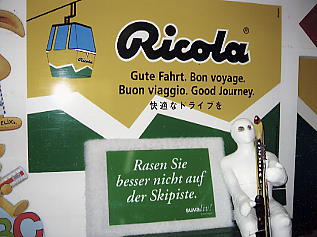 Ricola
®
Gute Fahrt. Bon voyage.
Buon viaggio. Good Journey.
快適なドライブを
Rasen Sie
besser nicht auf
der Skipiste.